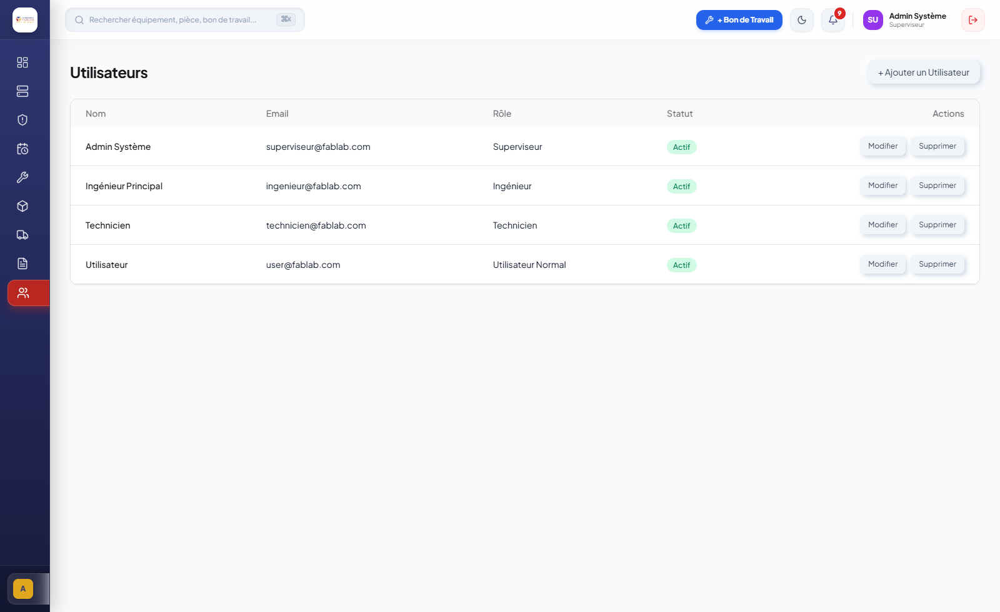 Rechercher équipement, pièce, bon de travail...
⌘K
+ Bon de Travail
9
SU
Admin Système
Superviseur
Utilisateurs
+ Ajouter un Utilisateur
Nom Email Rôle Statut Actions
Admin Système superviseur@fablab.com Superviseur Actif Modifier Supprimer
Ingénieur Principal ingenieur@fablab.com Ingénieur Actif Modifier Supprimer
Technicien technicien@fablab.com Technicien Actif Modifier Supprimer
Utilisateur user@fablab.com Utilisateur Normal Actif Modifier Supprimer
A